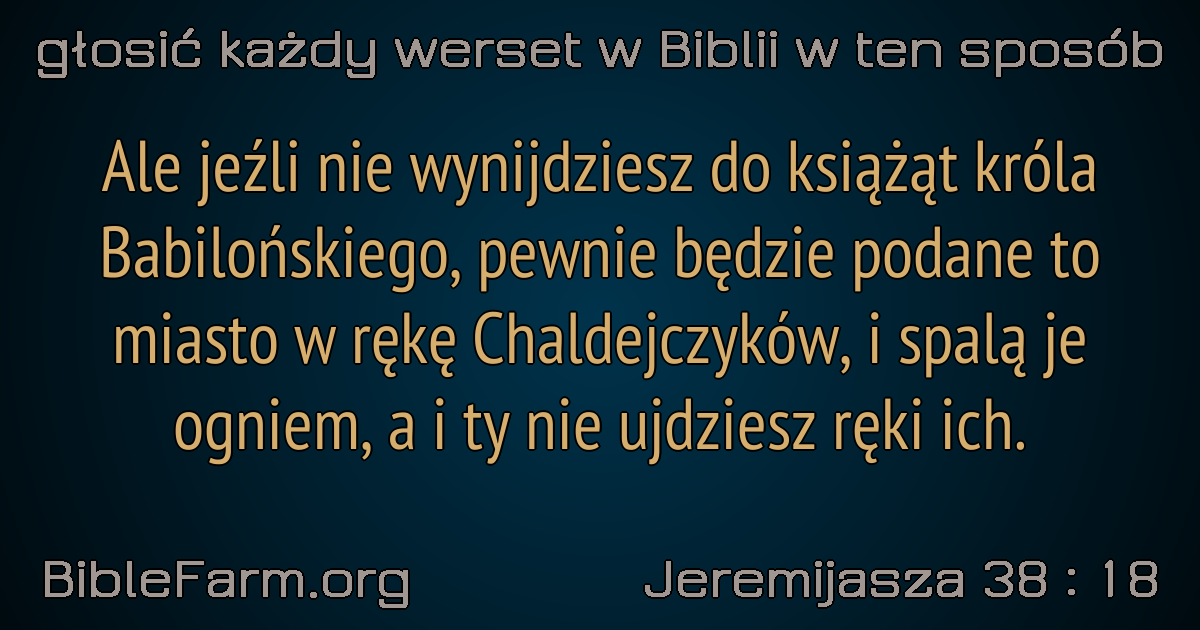 głosić każdy werset w Biblii w ten sposób
Ale jeźli nie wynijdziesz do książąt króla
Babilońskiego, pewnie będzie podane to
miasto w rękę Chaldejczyków, i spalą je
ogniem, a i ty nie ujdziesz ręki ich.
BibleFarm.org
Jeremijasza 38 : 18